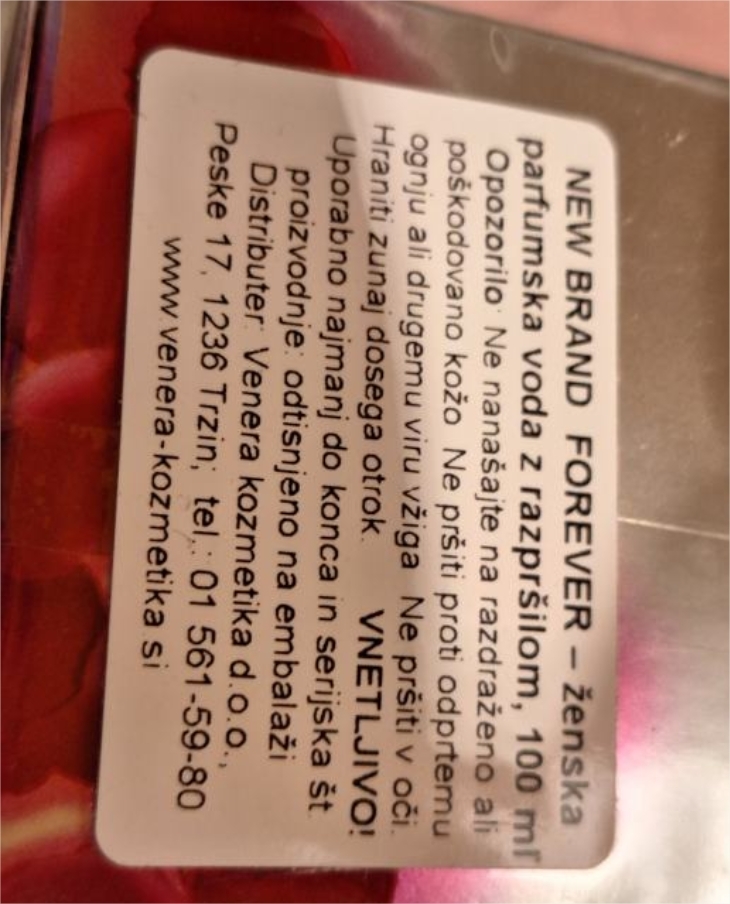 NEW BRAND FOREVER – ženska
parfumska voda z razpršilom, 100 ml
Opozorilo: Ne nanašajte na razdraženo ali
poškodovano kožo. Ne pršiti proti odprtemu
ognju ali drugemu viru vžiga. Ne pršiti v oči.
Hraniti zunaj dosega otrok. VNETLJIVO!
Uporabno najmanj do konca in serijska št.
proizvodnje: odtisnjeno na embalaži
Distributer: Venera kozmetika d.o.o.,
Peske 17, 1236 Trzin; tel.: 01 561-59-80
www.venera-kozmetika.si